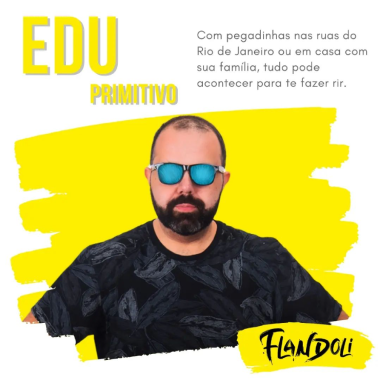 EDU
PRIMITIVO
Com pegadinhas nas ruas do
Rio de Janeiro ou em casa com
sua família, tudo pode
acontecer para te fazer rir.
FLANDOLI